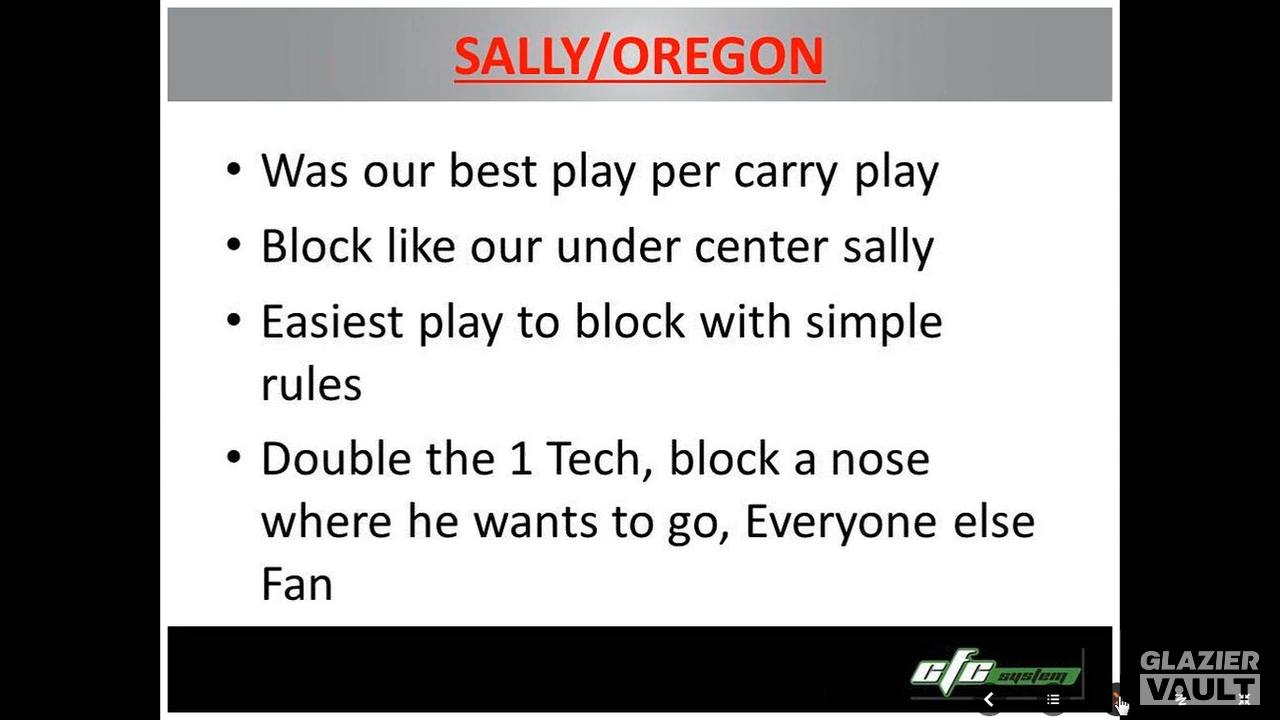 SALLY/OREGON
• Was our best play per carry play
• Block like our under center sally
• Easiest play to block with simple
rules
• Double the 1 Tech, block a nose
where he wants to go, Everyone else
Fan
cfc system
GLAZIER
VAULT